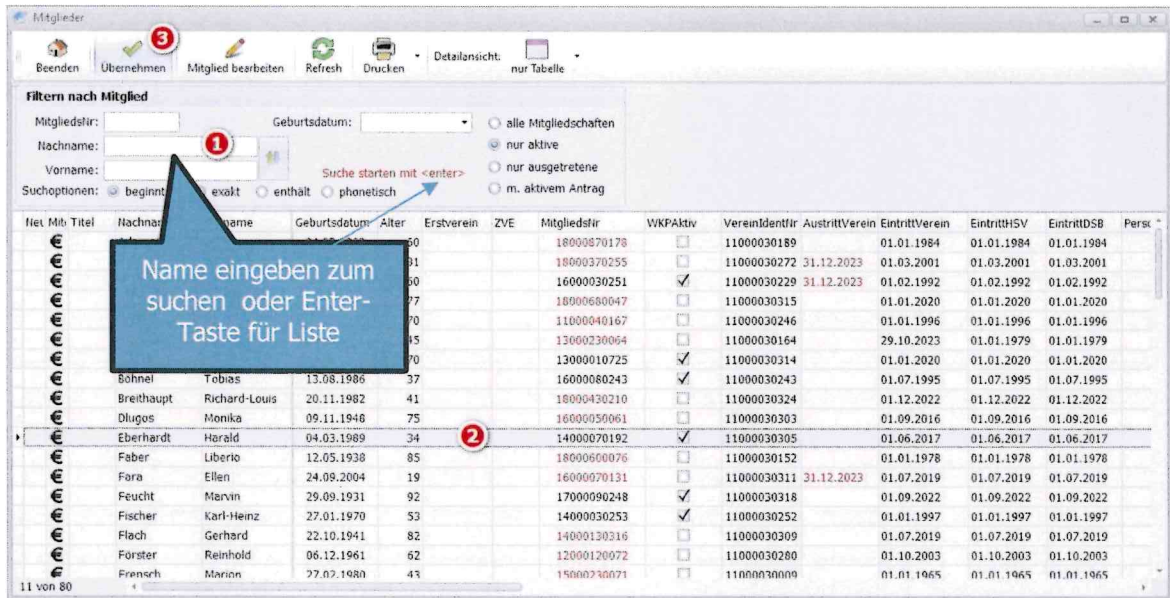 Mitglieder
3
Beenden Übernehmen Mitglied bearbeiten Refresh Drucken Detailansicht: nur Tabelle
Filtern nach Mitglied
MitgliedsNr: Geburtsdatum: alle Mitgliedschaften
Nachname: 1 nur aktive
Vorname: Suche starten mit <enter> nur ausgetretene
Suchoptionen: beginnt exakt enthält phonetisch m. aktivem Antrag
Titel Geburtsdatum Alter Erstverein ZVE MitgliedsNr WKPAktiv VereinIdentNr AustrittVerein EintrittVerein EintrittHSV EintrittDSB
Name eingeben zum
suchen oder Enter-
Taste für Liste
€ 18000870178 11000030189 01.01.1984 01.01.1984 01.01.1984
€ 18000370255 11000030272 31.12.2023 01.03.2001 01.03.2001 01.03.2001
€ 16000030251 ✓ 11000030229 31.12.2023 01.02.1992 01.02.1992 01.02.1992
€ 18000680047 11000030315 01.01.2020 01.01.2020 01.01.2020
€ 11000040167 11000030246 01.01.1996 01.01.1996 01.01.1996
€ 13000230064 11000030164 29.10.2023 01.01.1979 01.01.1979
€ 13000010725 ✓ 11000030314 01.01.2020 01.01.2020 01.01.2020
€ Böhnel Tobias 13.08.1986 37 16000080243 ✓ 11000030243 01.07.1995 01.07.1995 01.07.1995
€ Breithaupt Richard-Louis 20.11.1982 41 18000430210 11000030324 01.12.2022 01.12.2022 01.12.2022
€ Dlugos Monika 09.11.1948 75 16000050061 11000030303 01.09.2016 01.09.2016 01.09.2016
€ Eberhardt Harald 04.03.1989 34 2 14000070192 ✓ 11000030305 01.06.2017 01.06.2017 01.06.2017
€ Faber Liberio 12.05.1938 85 18000600076 11000030152 01.01.1978 01.01.1978 01.01.1978
€ Fara Ellen 24.09.2004 19 16000070131 11000030311 31.12.2023 01.07.2019 01.07.2019 01.07.2019
€ Feucht Marvin 29.09.1931 92 17000090248 ✓ 11000030318 01.09.2022 01.09.2022 01.09.2022
€ Fischer Karl-Heinz 27.01.1970 53 14000030253 ✓ 11000030252 01.01.1997 01.01.1997 01.01.1997
€ Flach Gerhard 22.10.1941 82 14000130316 11000030309 01.07.2019 01.07.2019 01.07.2019
€ Förster Reinhold 06.12.1961 62 12000120072 11000030280 01.10.2003 01.10.2003 01.10.2003
€ Frensch Marion 27.02.1980 43 15000230071 11000030009 01.01.1965 01.01.1965 01.01.1965
11 von 80